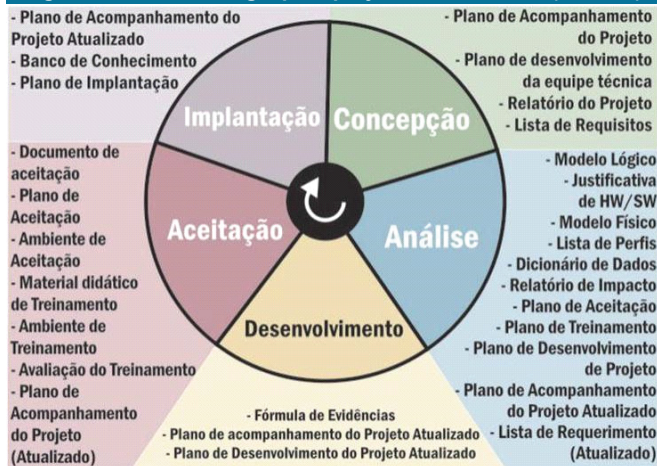 - Plano de Acompanhamento do
Projeto Atualizado
- Banco de Conhecimento
- Plano de Implantação
- Plano de Acompanhamento
do Projeto
- Plano de desenvolvimento
da equipe técnica
- Relatório do Projeto
- Lista de Requisitos
Implantação
Concepção
- Documento de
aceitação
- Plano de
Aceitação
- Ambiente de
Aceitação
- Material didático
de Treinamento
- Ambiente de
Treinamento
- Avaliação do Treinamento
- Plano de
Acompanhamento
do Projeto
(Atualizado)
Aceitação
Análise
- Modelo Lógico
- Justificativa
de HW/SW
- Modelo Físico
- Lista de Perfis
- Dicionário de Dados
- Relatório de Impacto
- Plano de Aceitação
- Plano de Treinamento
- Plano de Desenvolvimento
de Projeto
- Plano de Acompanhamento
do Projeto Atualizado
- Lista de Requerimento
(Atualizado)
Desenvolvimento
- Fórmula de Evidências
- Plano de acompanhamento do Projeto Atualizado
- Plano de Desenvolvimento do Projeto Atualizado